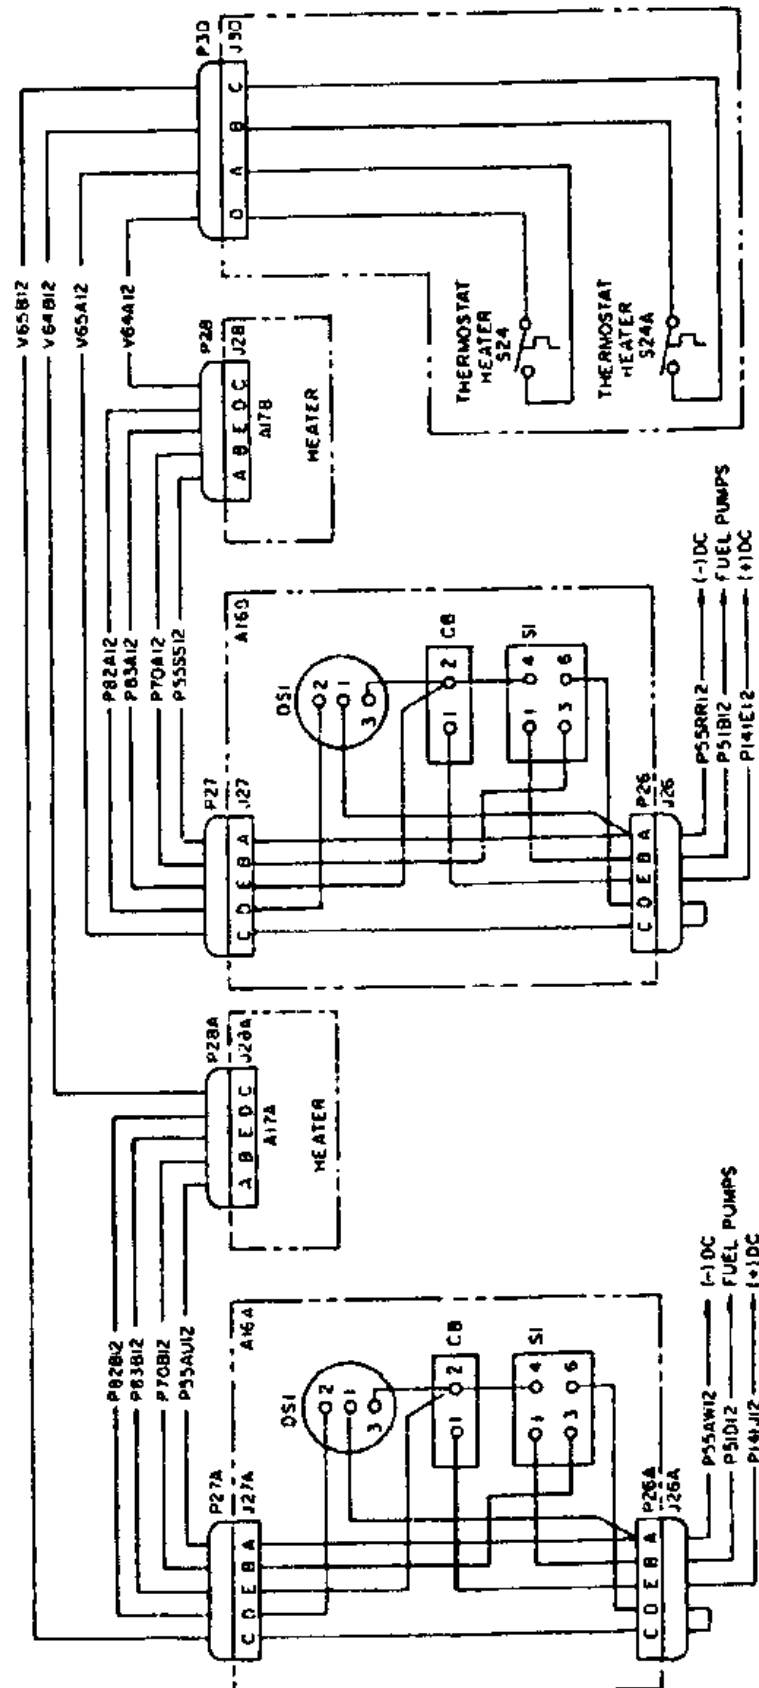 P30
J30
C
B
A
D
V65B12
V64B12
V65A12
V64A12
THERMOSTAT
HEATER
S24
THERMOSTAT
HEATER
S24A
P28
J28
A B E D C
A17B
HEATER
P82A12
P83A12
P70A12
P55SS12
A16B
DS1
2
1
3
CB
2
1
S1
4
6
1
3
P27
J27
C D E B A
P26
J26
C D E B A
P55RR12 (-)DC
P51B12 FUEL PUMPS
P141E12 (+)DC
P28A
J28A
A B E D C
A17A
HEATER
P82B12
P83B12
P70B12
P55AU12
A16A
DS1
2
1
3
CB
2
1
S1
4
6
1
3
P27A
J27A
C D E B A
P26A
J26A
C D E B A
P55AW12 (-)DC
P51D12 FUEL PUMPS
P141J12 (+)DC